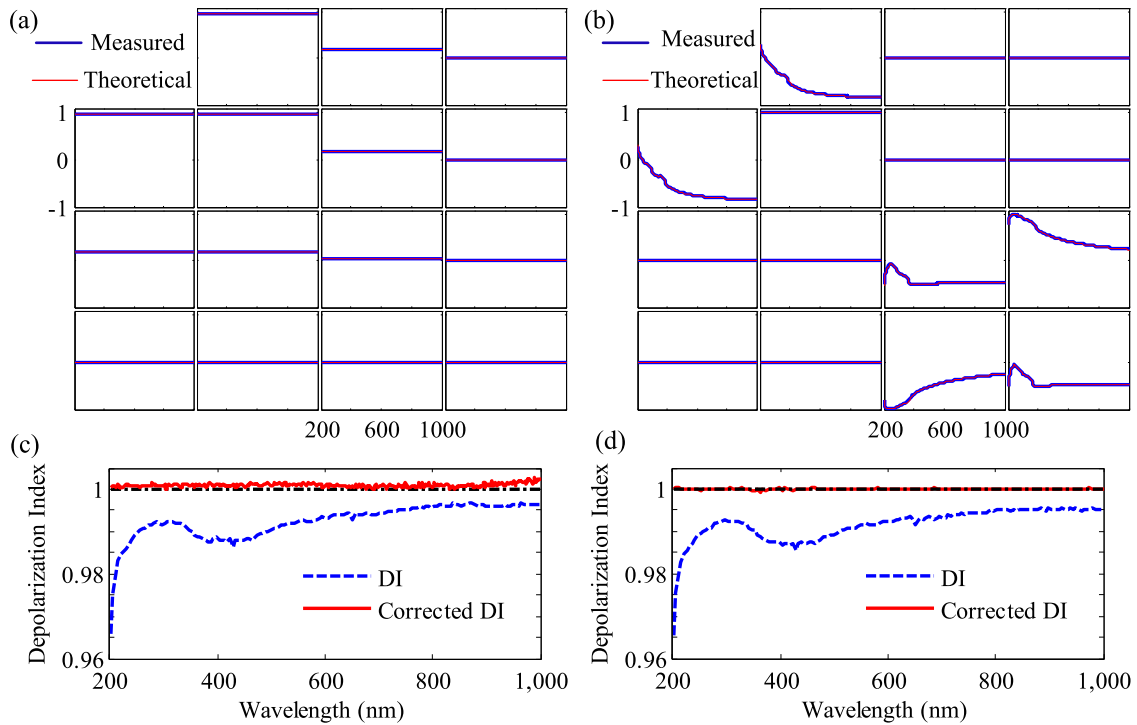 (a)
Measured
Theoretical
1
0
-1
200 600 1000
(b)
Measured
Theoretical
1
0
-1
200 600 1000
(c)
Depolarization Index
1
0.98
0.96
DI
Corrected DI
200 400 600 800 1,000
Wavelength (nm)
(d)
Depolarization Index
1
0.98
0.96
DI
Corrected DI
200 400 600 800 1,000
Wavelength (nm)